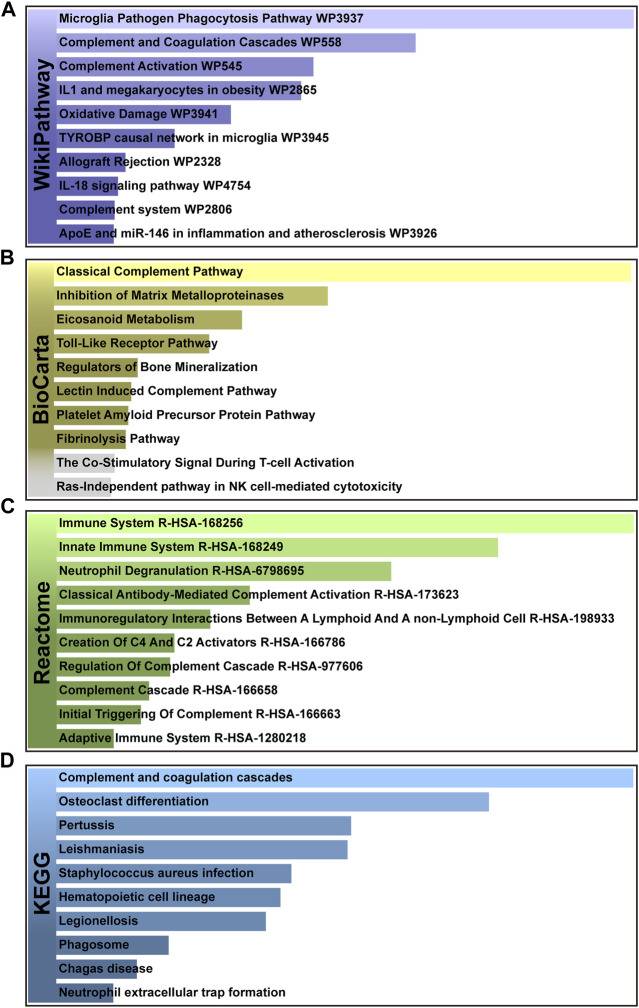 A
WikiPathway
Microglia Pathogen Phagocytosis Pathway WP3937
Complement and Coagulation Cascades WP558
Complement Activation WP545
IL1 and megakaryocytes in obesity WP2865
Oxidative Damage WP3941
TYROBP causal network in microglia WP3945
Allograft Rejection WP2328
IL-18 signaling pathway WP4754
Complement system WP2806
ApoE and miR-146 in inflammation and atherosclerosis WP3926
B
BioCarta
Classical Complement Pathway
Inhibition of Matrix Metalloproteinases
Eicosanoid Metabolism
Toll-Like Receptor Pathway
Regulators of Bone Mineralization
Lectin Induced Complement Pathway
Platelet Amyloid Precursor Protein Pathway
Fibrinolysis Pathway
The Co-Stimulatory Signal During T-cell Activation
Ras-Independent pathway in NK cell-mediated cytotoxicity
C
Reactome
Immune System R-HSA-168256
Innate Immune System R-HSA-168249
Neutrophil Degranulation R-HSA-6798695
Classical Antibody-Mediated Complement Activation R-HSA-173623
Immunoregulatory Interactions Between A Lymphoid And A non-Lymphoid Cell R-HSA-198933
Creation Of C4 And C2 Activators R-HSA-166786
Regulation Of Complement Cascade R-HSA-977606
Complement Cascade R-HSA-166658
Initial Triggering Of Complement R-HSA-166663
Adaptive Immune System R-HSA-1280218
D
KEGG
Complement and coagulation cascades
Osteoclast differentiation
Pertussis
Leishmaniasis
Staphylococcus aureus infection
Hematopoietic cell lineage
Legionellosis
Phagosome
Chagas disease
Neutrophil extracellular trap formation